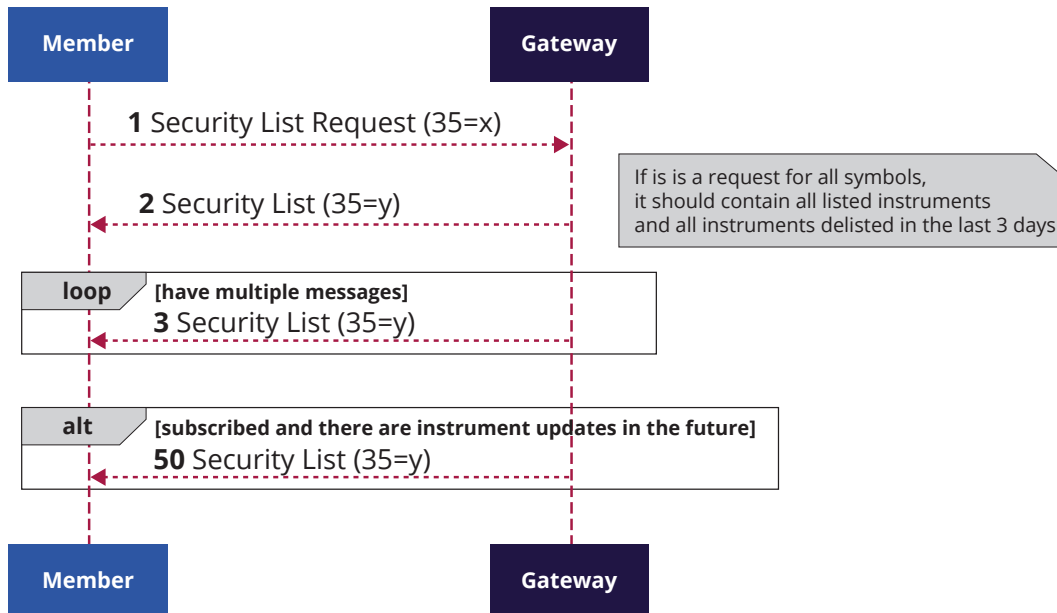 Member
Gateway
1 Security List Request (35=x)
If is is a request for all symbols,
it should contain all listed instruments
and all instruments delisted in the last 3 days
2 Security List (35=y)
loop
[have multiple messages]
3 Security List (35=y)
alt
[subscribed and there are instrument updates in the future]
50 Security List (35=y)
Member
Gateway